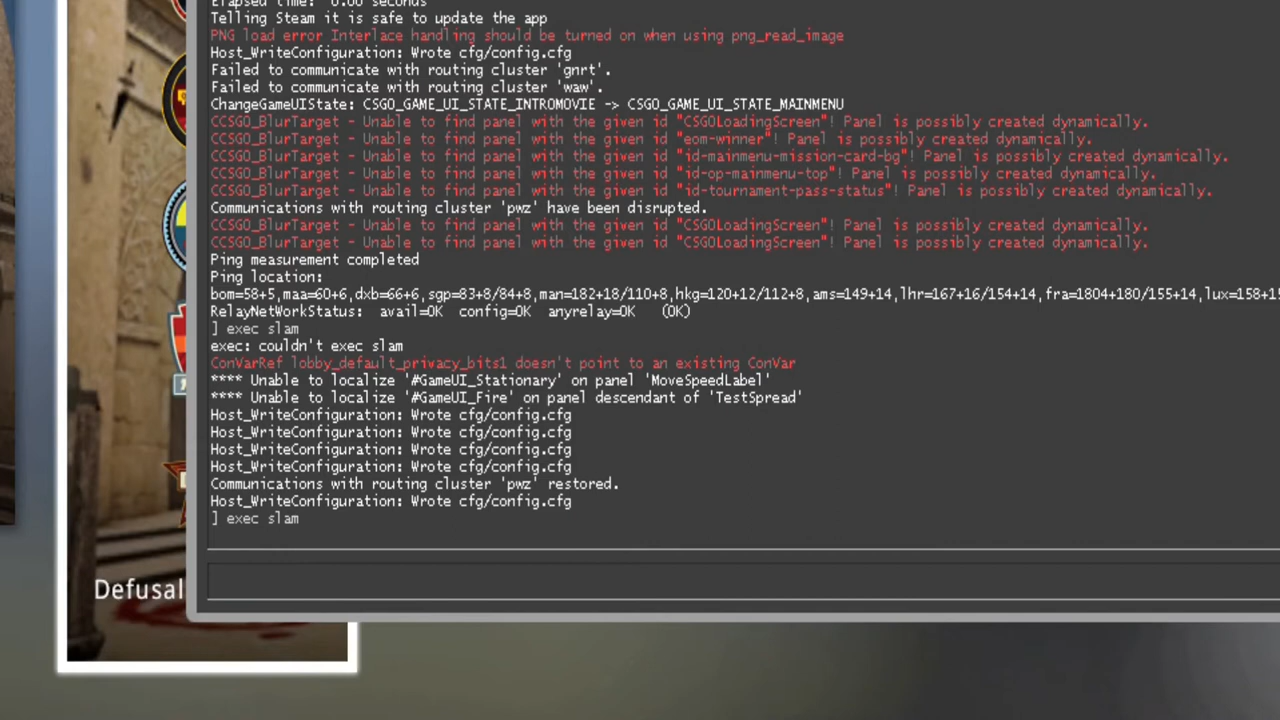 Elapsed time: 0.00 seconds
Telling Steam it is safe to update the app
PNG load error Interlace handling should be turned on when using png_read_image
Host_WriteConfiguration: Wrote cfg/config.cfg
Failed to communicate with routing cluster 'gnrt'.
Failed to communicate with routing cluster 'waw'.
ChangeGameUIState: CSGO_GAME_UI_STATE_INTROMOVIE -> CSGO_GAME_UI_STATE_MAINMENU
CCSGO_BlurTarget - Unable to find panel with the given id "CSGOLoadingScreen"! Panel is possibly created dynamically.
CCSGO_BlurTarget - Unable to find panel with the given id "eom-winner"! Panel is possibly created dynamically.
CCSGO_BlurTarget - Unable to find panel with the given id "id-mainmenu-mission-card-bg"! Panel is possibly created dynamically.
CCSGO_BlurTarget - Unable to find panel with the given id "id-op-mainmenu-top"! Panel is possibly created dynamically.
CCSGO_BlurTarget - Unable to find panel with the given id "id-tournament-pass-status"! Panel is possibly created dynamically.
Communications with routing cluster 'pwz' have been disrupted.
CCSGO_BlurTarget - Unable to find panel with the given id "CSGOLoadingScreen"! Panel is possibly created dynamically.
CCSGO_BlurTarget - Unable to find panel with the given id "CSGOLoadingScreen"! Panel is possibly created dynamically.
Ping measurement completed
Ping location:
bom=58+5,maa=60+6,dxb=66+6,sgp=83+8/84+8,man=182+18/110+8,hkg=120+12/112+8,ams=149+14,lhr=167+16/154+14,fra=1804+180/155+14,lux=158+15
RelayNetWorkStatus:  avail=OK  config=OK  anyrelay=OK   (OK)
] exec slam
exec: couldn't exec slam
ConVarRef lobby_default_privacy_bits1 doesn't point to an existing ConVar
**** Unable to localize '#GameUI_Stationary' on panel 'MoveSpeedLabel'
**** Unable to localize '#GameUI_Fire' on panel descendant of 'TestSpread'
Host_WriteConfiguration: Wrote cfg/config.cfg
Host_WriteConfiguration: Wrote cfg/config.cfg
Host_WriteConfiguration: Wrote cfg/config.cfg
Host_WriteConfiguration: Wrote cfg/config.cfg
Communications with routing cluster 'pwz' restored.
Host_WriteConfiguration: Wrote cfg/config.cfg
] exec slam
Defusal